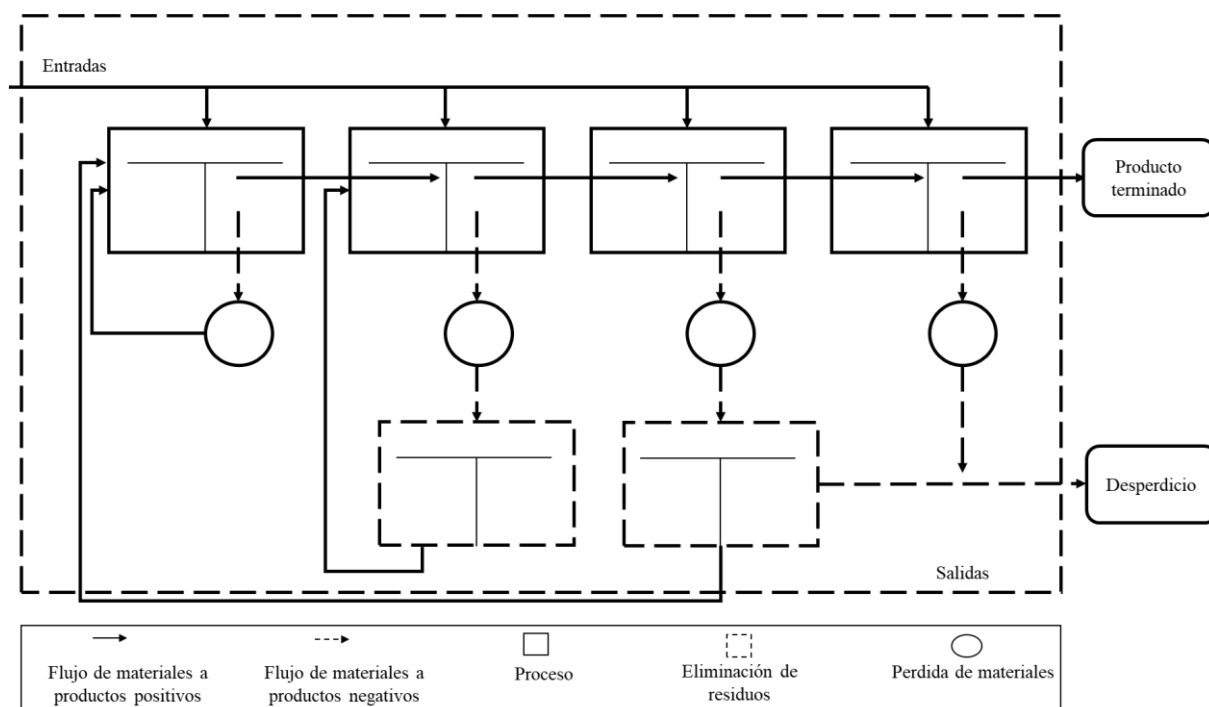 Entradas
Producto
terminado
Desperdicio
Salidas
Flujo de materiales a
productos positivos
Flujo de materiales a
productos negativos
Proceso
Eliminación de
residuos
Perdida de materiales